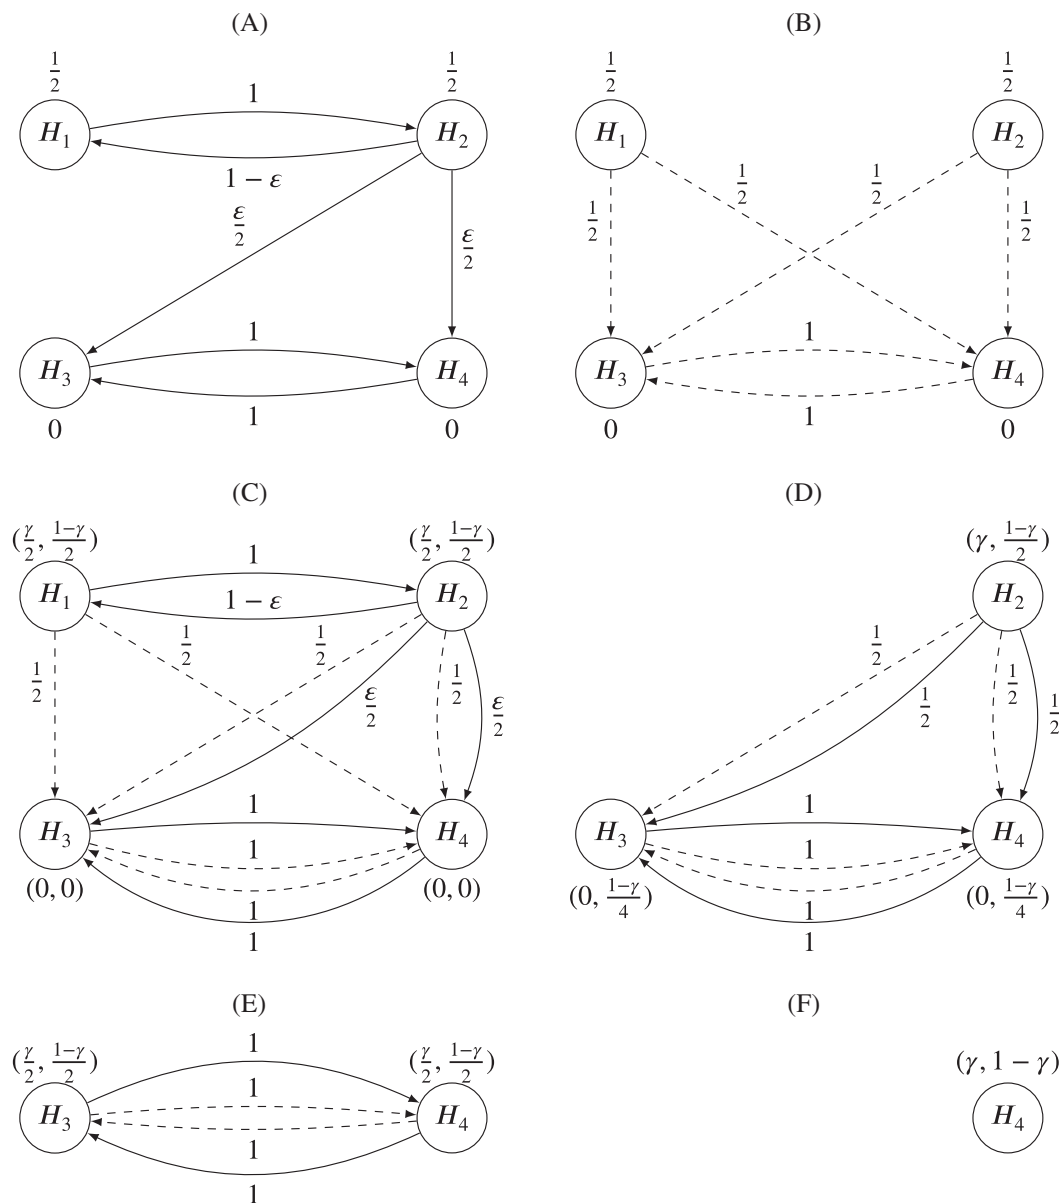 (A) (B)
1/2 1/2 1/2 1/2
1
H₁ H₂ H₁ H₂
1 − ε
1/2 1/2
ε/2 ε/2 1/2 1/2
1 1
H₃ H₄ H₃ H₄
1 1
0 0 0 0
(C) (D)
(γ/2, (1−γ)/2) (γ/2, (1−γ)/2) (γ, (1−γ)/2)
1
H₁ 1 − ε H₂ H₂
1/2 1/2 1/2
1/2 1/2 1/2 1/2
ε/2 ε/2 1/2
1 1
H₃ 1 H₄ H₃ 1 H₄
(0, 0) (0, 0) (0, (1−γ)/4) (0, (1−γ)/4)
1 1
1 1
(E) (F)
1
(γ/2, (1−γ)/2) (γ/2, (1−γ)/2) (γ, 1 − γ)
1
H₃ H₄ H₄
1
1